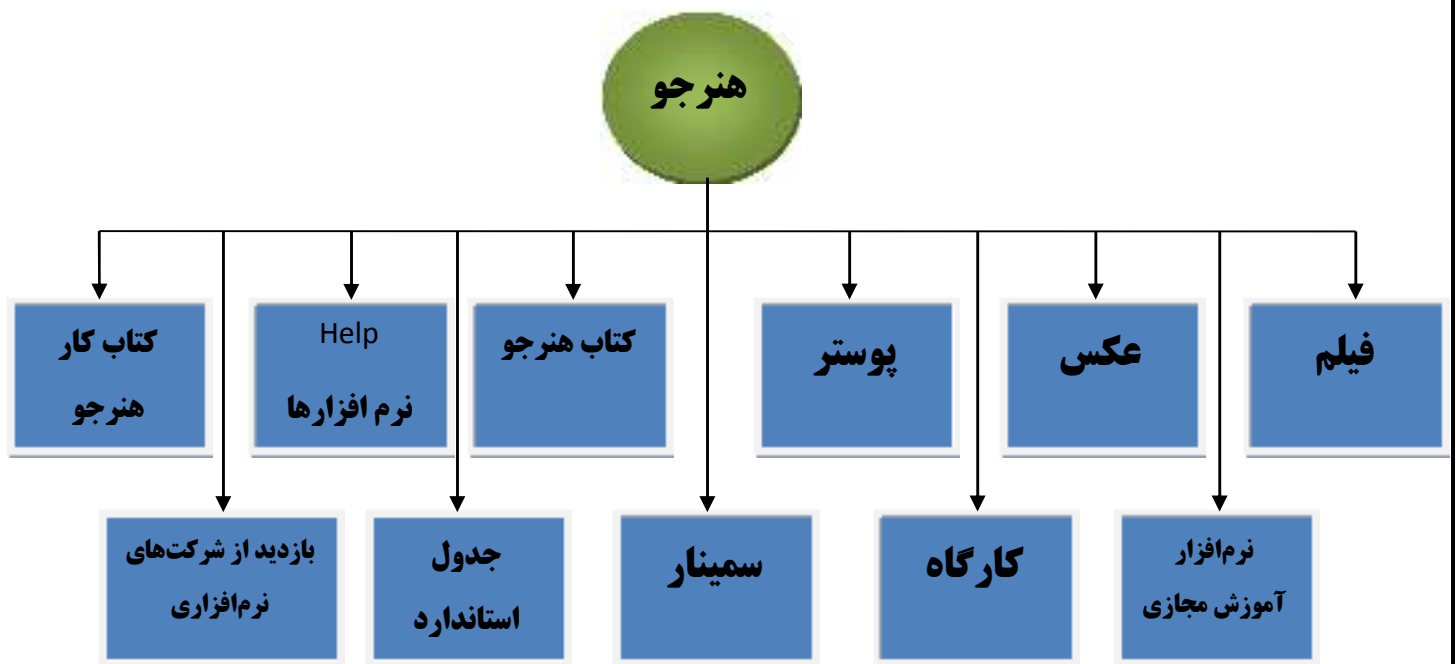 هنرجو
فیلم
عکس
پوستر
کتاب هنرجو
Help
نرم افزارها
کتاب کار
هنرجو
نرم‌افزار
آموزش مجازی
کارگاه
سمینار
جدول
استاندارد
بازدید از شرکت‌های
نرم‌افزاری